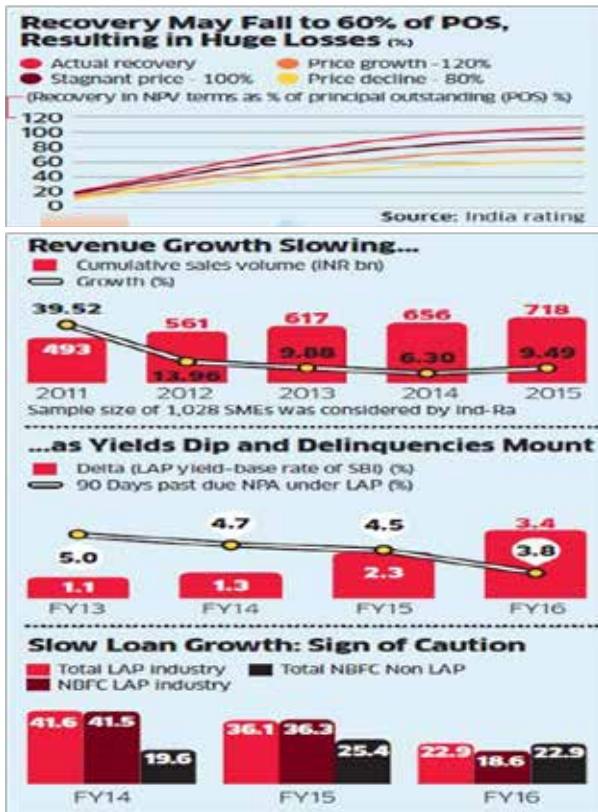 Recovery May Fall to 60% of POS,
Resulting in Huge Losses (%)
Actual recovery Price growth -120%
Stagnant price - 100% Price decline - 80%
(Recovery in NPV terms as % of principal outstanding (POS) %)
120
100
80
60
40
20
0
Source: India rating
Revenue Growth Slowing...
Cumulative sales volume (INR bn)
Growth (%)
39.52 561 617 656 718
493 13.96 9.88 6.30 9.49
2011 2012 2013 2014 2015
Sample size of 1,028 SMEs was considered by Ind-Ra
...as Yields Dip and Delinquencies Mount
Delta (LAP yield-base rate of SBI) (%)
90 Days past due NPA under LAP (%)
5.0 4.7 4.5 3.4
3.8
1.1 1.3 2.3
FY13 FY14 FY15 FY16
Slow Loan Growth: Sign of Caution
Total LAP industry Total NBFC Non LAP
NBFC LAP industry
41.6 41.5 19.6 36.1 36.3 25.4 22.9 18.6 22.9
FY14 FY15 FY16